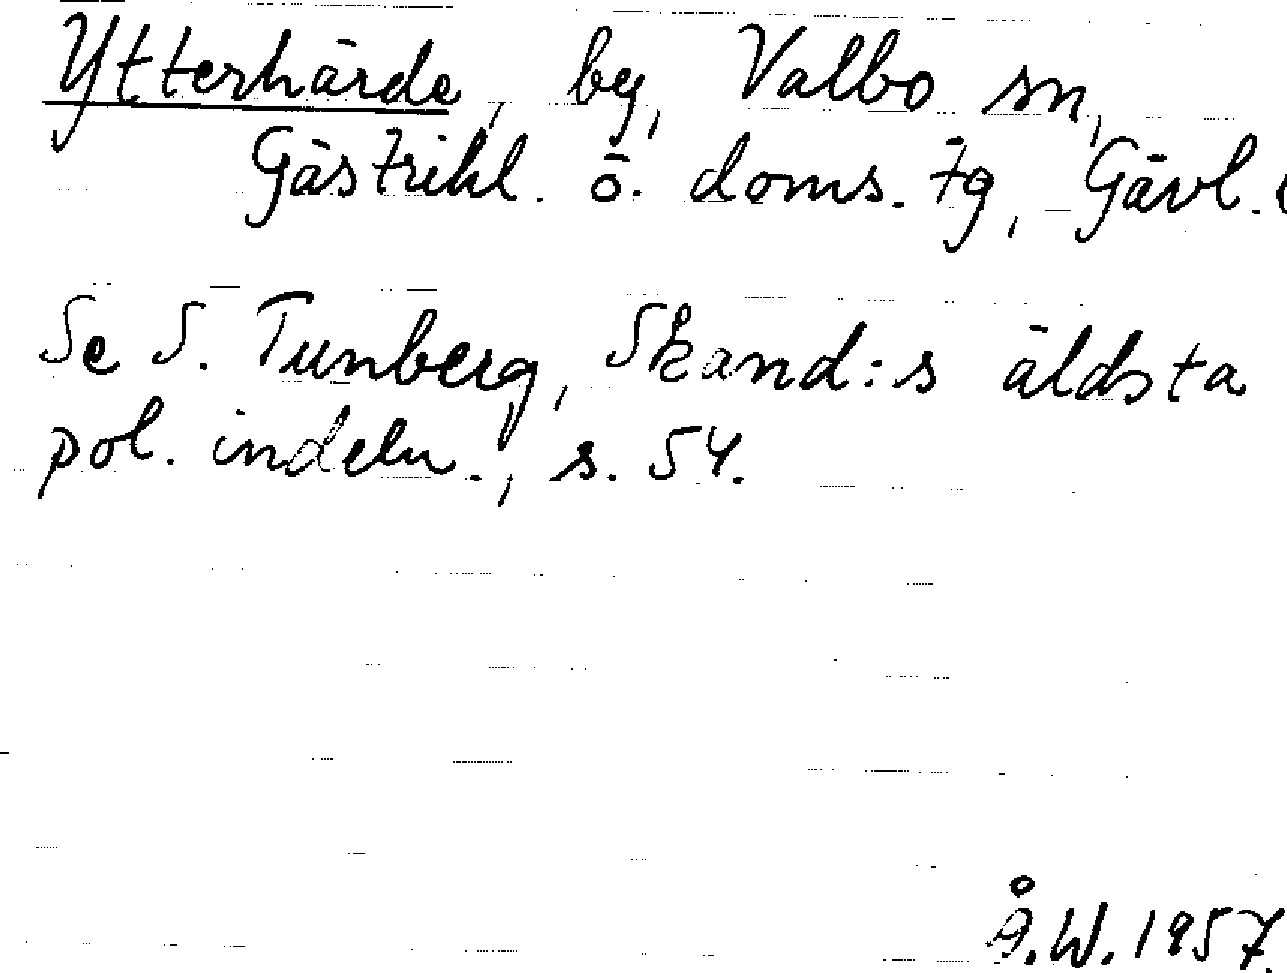 Ytterhärde, by, Valbo sn,
Gästrikl. ö. doms. tg, Gävl.
Se S. Tunberg, Skand:s äldsta
pol. indeln., s. 54.
Å.W. 1957.